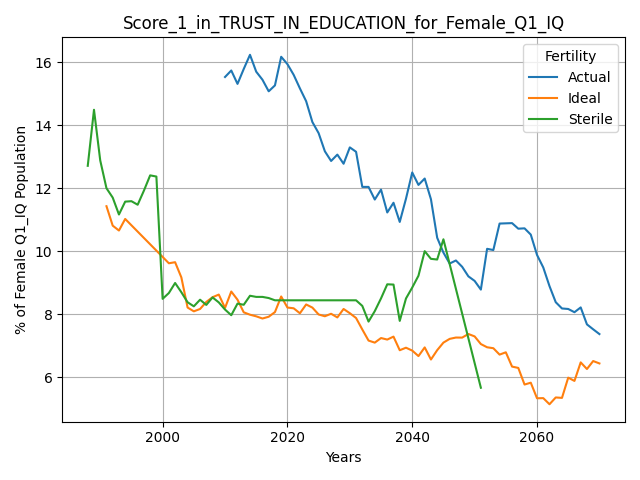 Score_1_in_TRUST_IN_EDUCATION_for_Female_Q1_IQ
Fertility
Actual
Ideal
Sterile
% of Female Q1_IQ Population
16
14
12
10
8
6
2000 2020 2040 2060
Years